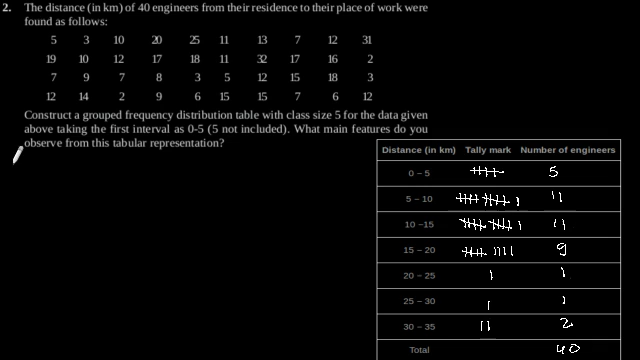 2. The distance (in km) of 40 engineers from their residence to their place of work were
found as follows:
5 3 10 20 25 11 13 7 12 31
19 10 12 17 18 11 32 17 16 2
7 9 7 8 3 5 12 15 18 3
12 14 2 9 6 15 15 7 6 12
Construct a grouped frequency distribution table with class size 5 for the data given
above taking the first interval as 0-5 (5 not included). What main features do you
observe from this tabular representation?
Distance (in km) Tally mark Number of engineers
0 – 5 𝍸 5
5 – 10 𝍸 𝍸 | 11
10 –15 𝍸 𝍸 | 11
15 – 20 𝍸 |||| 9
20 – 25 | 1
25 – 30 | 1
30 – 35 || 2
Total 40